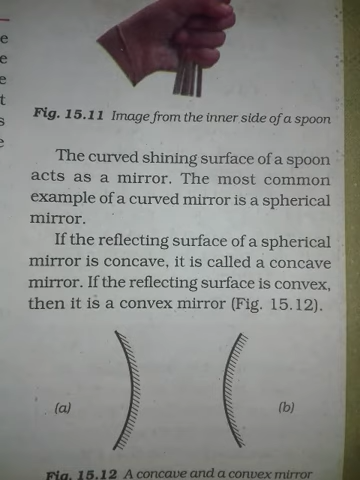 e
e
e
t
s
e
Fig. 15.11 Image from the inner side of a spoon
The curved shining surface of a spoon
acts as a mirror. The most common
example of a curved mirror is a spherical
mirror.
If the reflecting surface of a spherical
mirror is concave, it is called a concave
mirror. If the reflecting surface is convex,
then it is a convex mirror (Fig. 15.12).
(a)
(b)
Fig. 15.12 A concave and a convex mirror